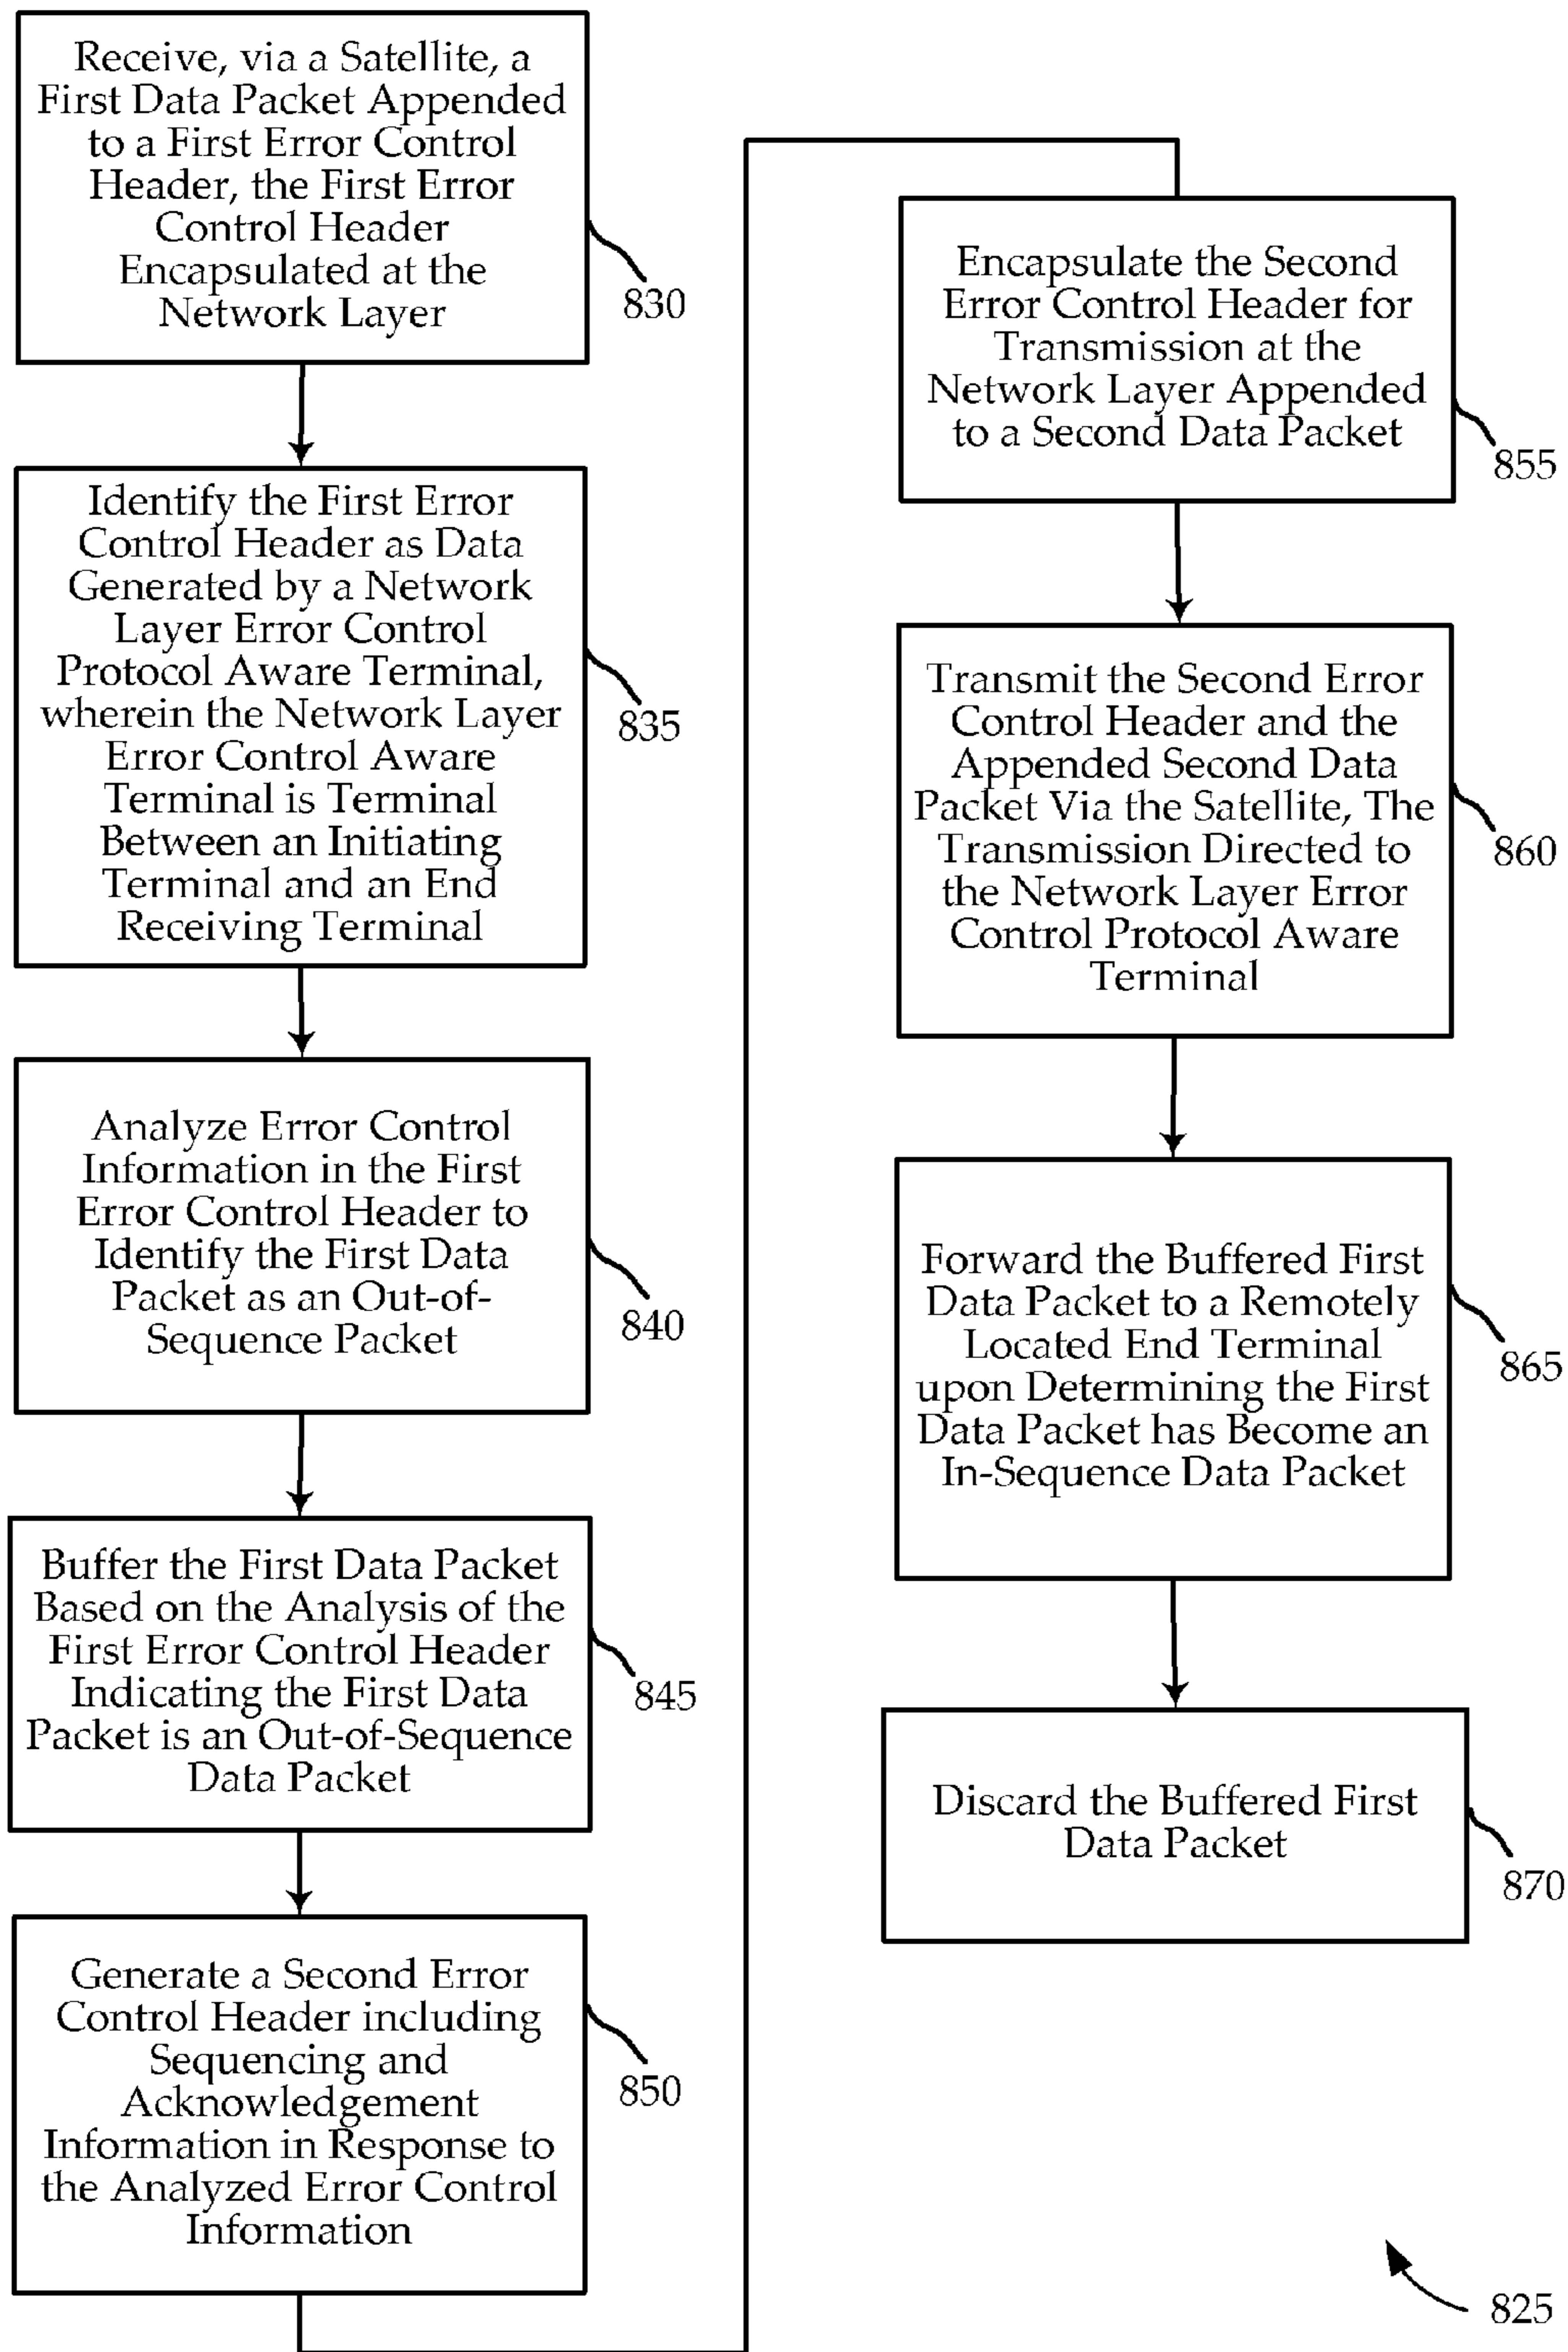 Receive, via a Satellite, a
First Data Packet Appended
to a First Error Control
Header, the First Error
Control Header
Encapsulated at the
Network Layer
830
Identify the First Error
Control Header as Data
Generated by a Network
Layer Error Control
Protocol Aware Terminal,
wherein the Network Layer
Error Control Aware
Terminal is Terminal
Between an Initiating
Terminal and an End
Receiving Terminal
835
Analyze Error Control
Information in the First
Error Control Header to
Identify the First Data
Packet as an Out-of-
Sequence Packet
840
Buffer the First Data Packet
Based on the Analysis of the
First Error Control Header
Indicating the First Data
Packet is an Out-of-Sequence
Data Packet
845
Generate a Second Error
Control Header including
Sequencing and
Acknowledgement
Information in Response to
the Analyzed Error Control
Information
850
Encapsulate the Second
Error Control Header for
Transmission at the
Network Layer Appended
to a Second Data Packet
855
Transmit the Second Error
Control Header and the
Appended Second Data
Packet Via the Satellite, The
Transmission Directed to
the Network Layer Error
Control Protocol Aware
Terminal
860
Forward the Buffered First
Data Packet to a Remotely
Located End Terminal
upon Determining the First
Data Packet has Become an
In-Sequence Data Packet
865
Discard the Buffered First
Data Packet
870
825